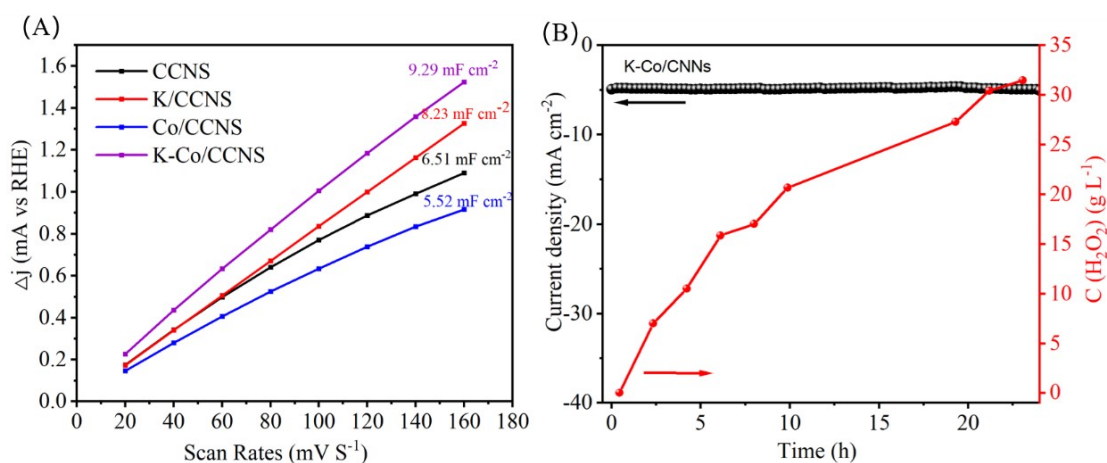 (A)
△j (mA vs RHE)
1.6
1.4
1.2
1.0
0.8
0.6
0.4
0.2
0.0
CCNS
K/CCNS
Co/CCNS
K-Co/CCNS
9.29 mF cm⁻²
8.23 mF cm⁻²
6.51 mF cm⁻²
5.52 mF cm⁻²
0 20 40 60 80 100 120 140 160 180
Scan Rates (mV S⁻¹)
(B)
Current density (mA cm⁻²)
0
-10
-20
-30
-40
K-Co/CNNs
35
30
25
20
15
10
5
0
C (H₂O₂) (g L⁻¹)
0 5 10 15 20
Time (h)